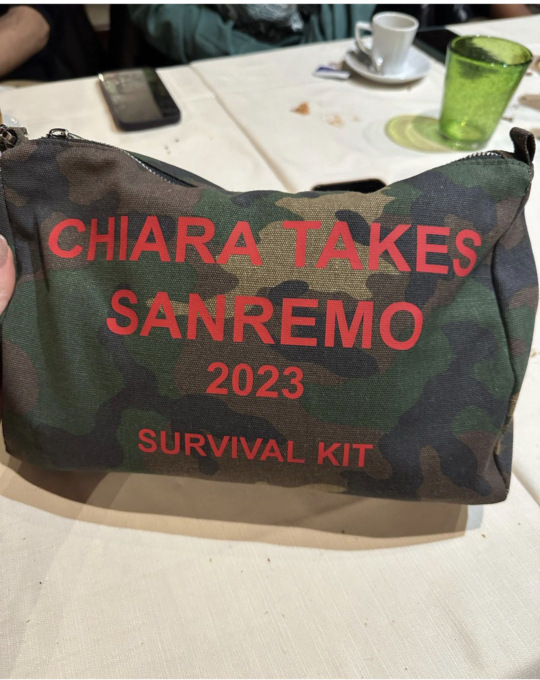 CHIARA TAKES
SANREMO
2023
SURVIVAL KIT